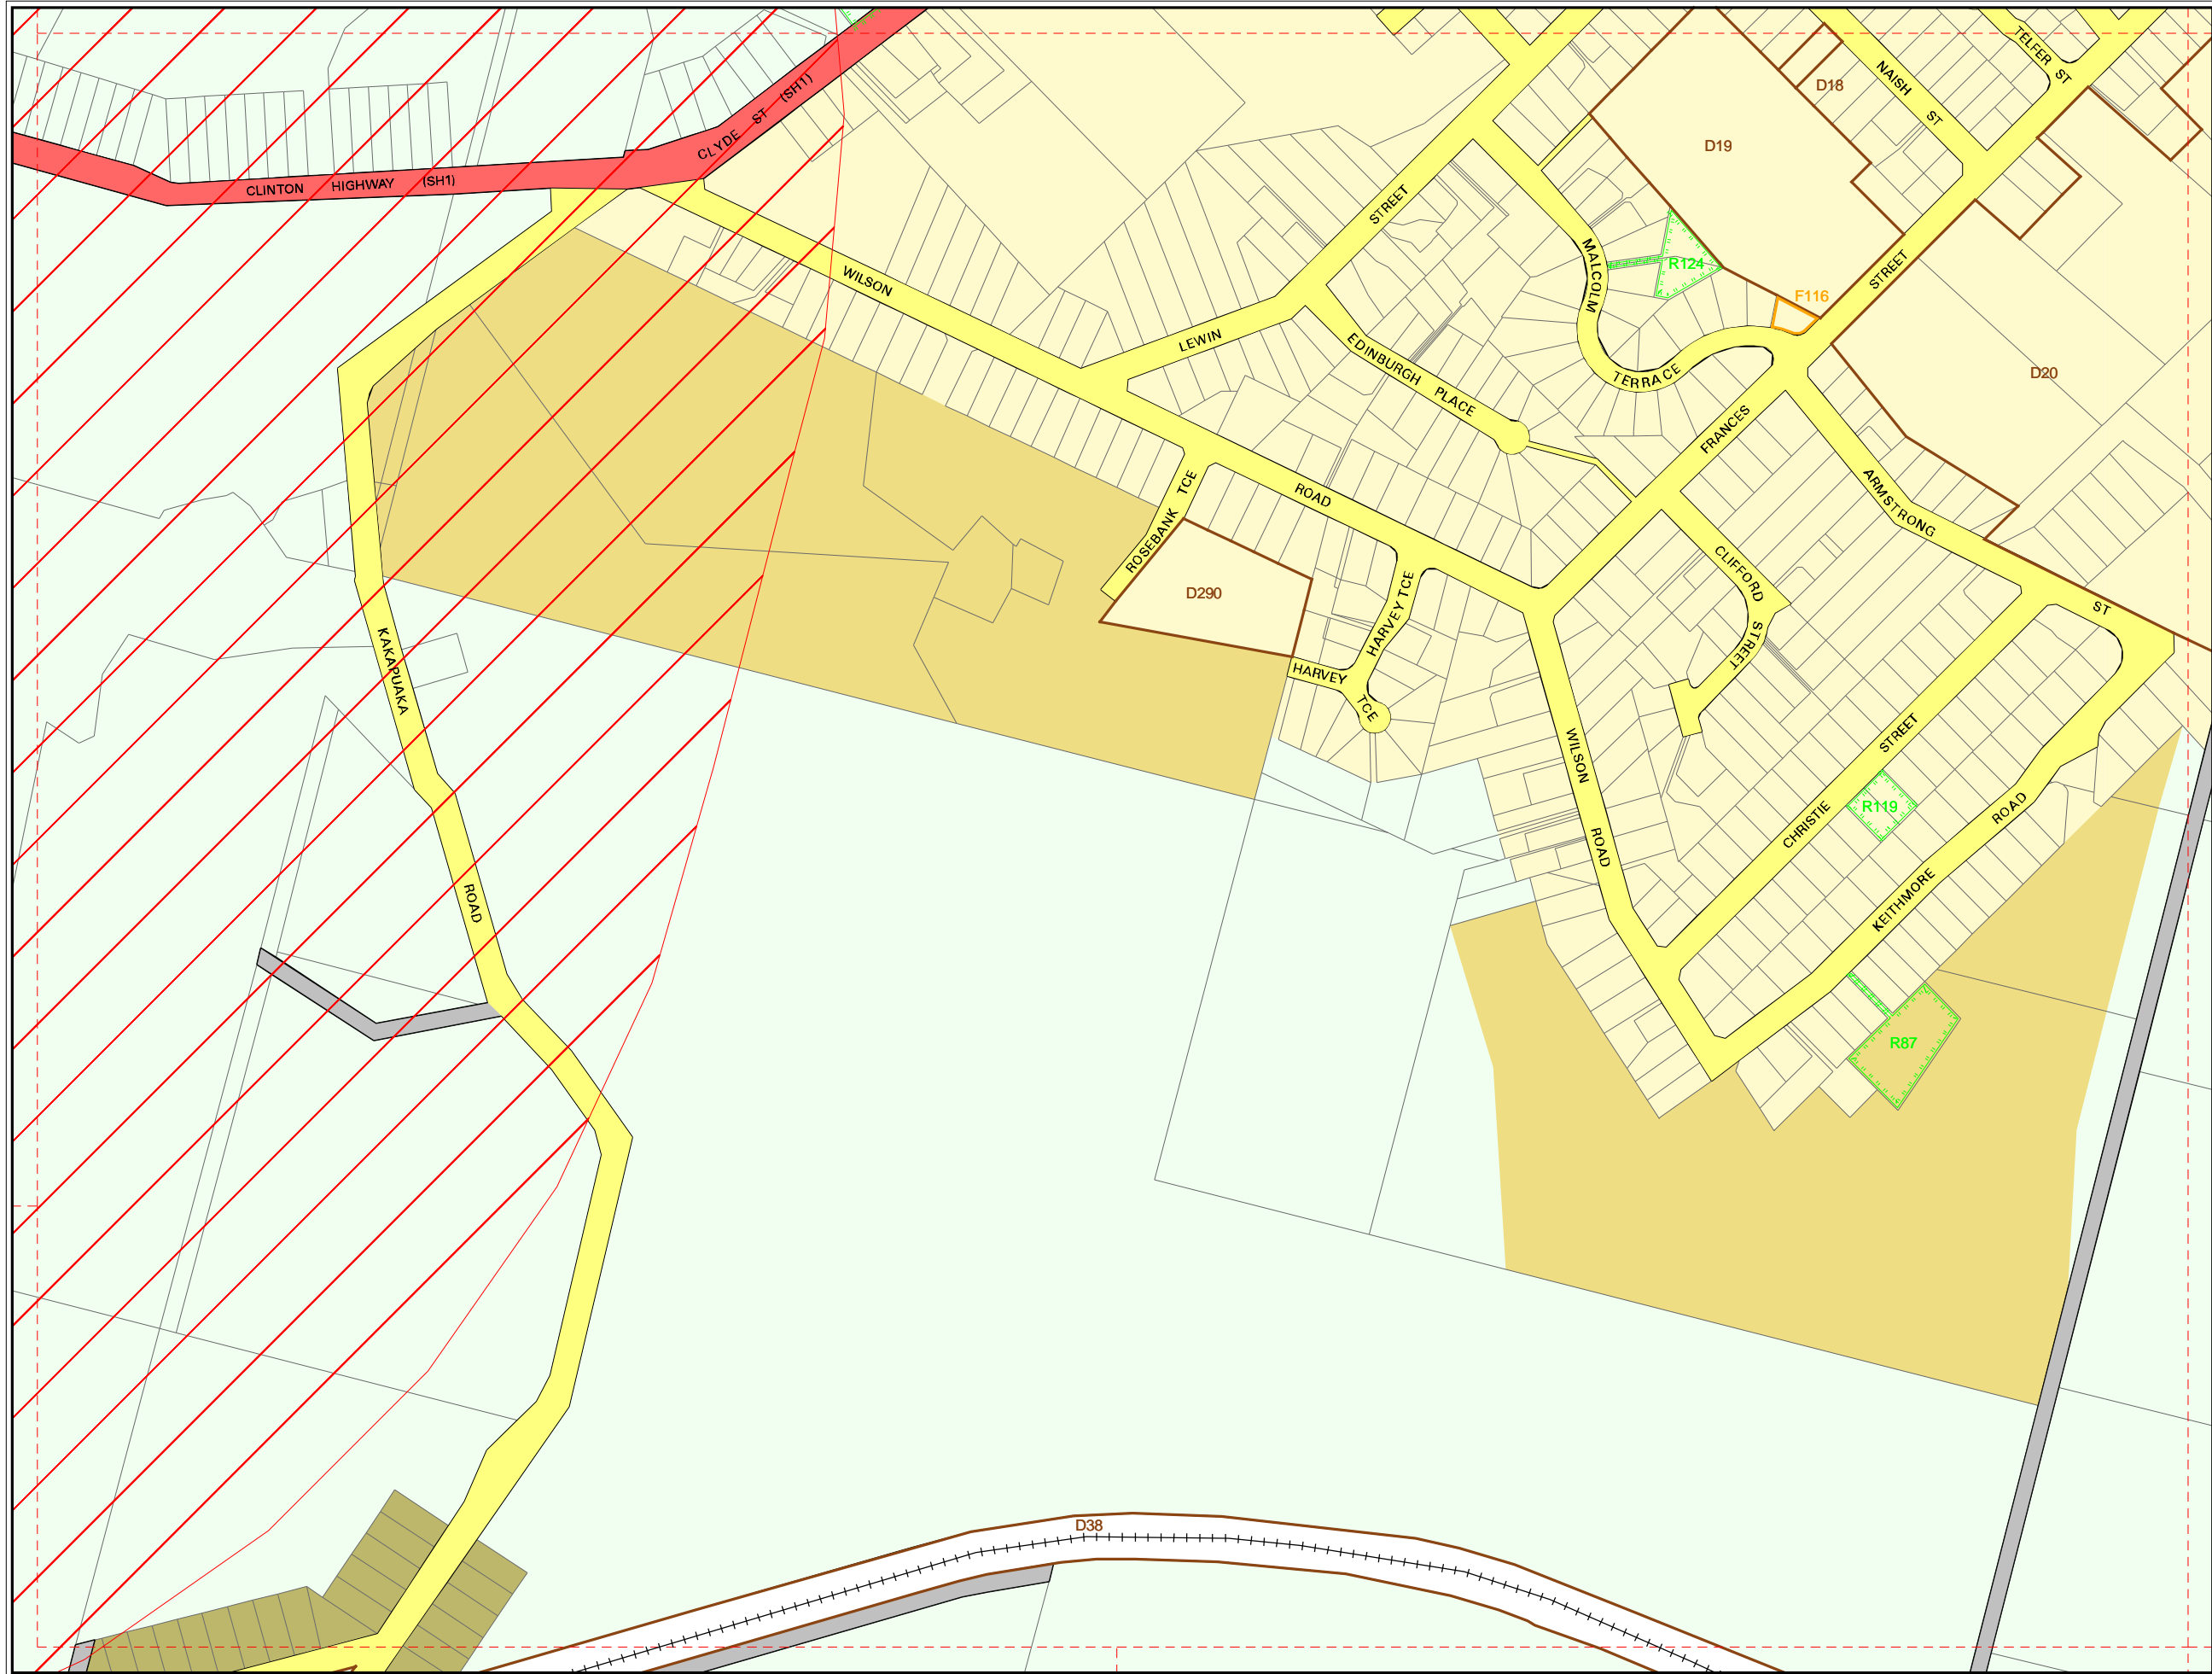 TELFER ST
NAISH ST
D18
CLYDE ST (SH1)
D19
CLINTON HIGHWAY (SH1)
STREET
MALCOLM
R124
STREET
WILSON
F116
LEWIN
EDINBURGH PLACE
TERRACE
D20
FRANCES
ROSEBANK TCE
ROAD
ARMSTRONG
ST
D290
CLIFFORD
STREET
HARVEY TCE
HARVEY
TCE
KAKAPUAKA
WILSON
STREET
R119
CHRISTIE
ROAD
ROAD
KEITHMORE
ROAD
R87
D38